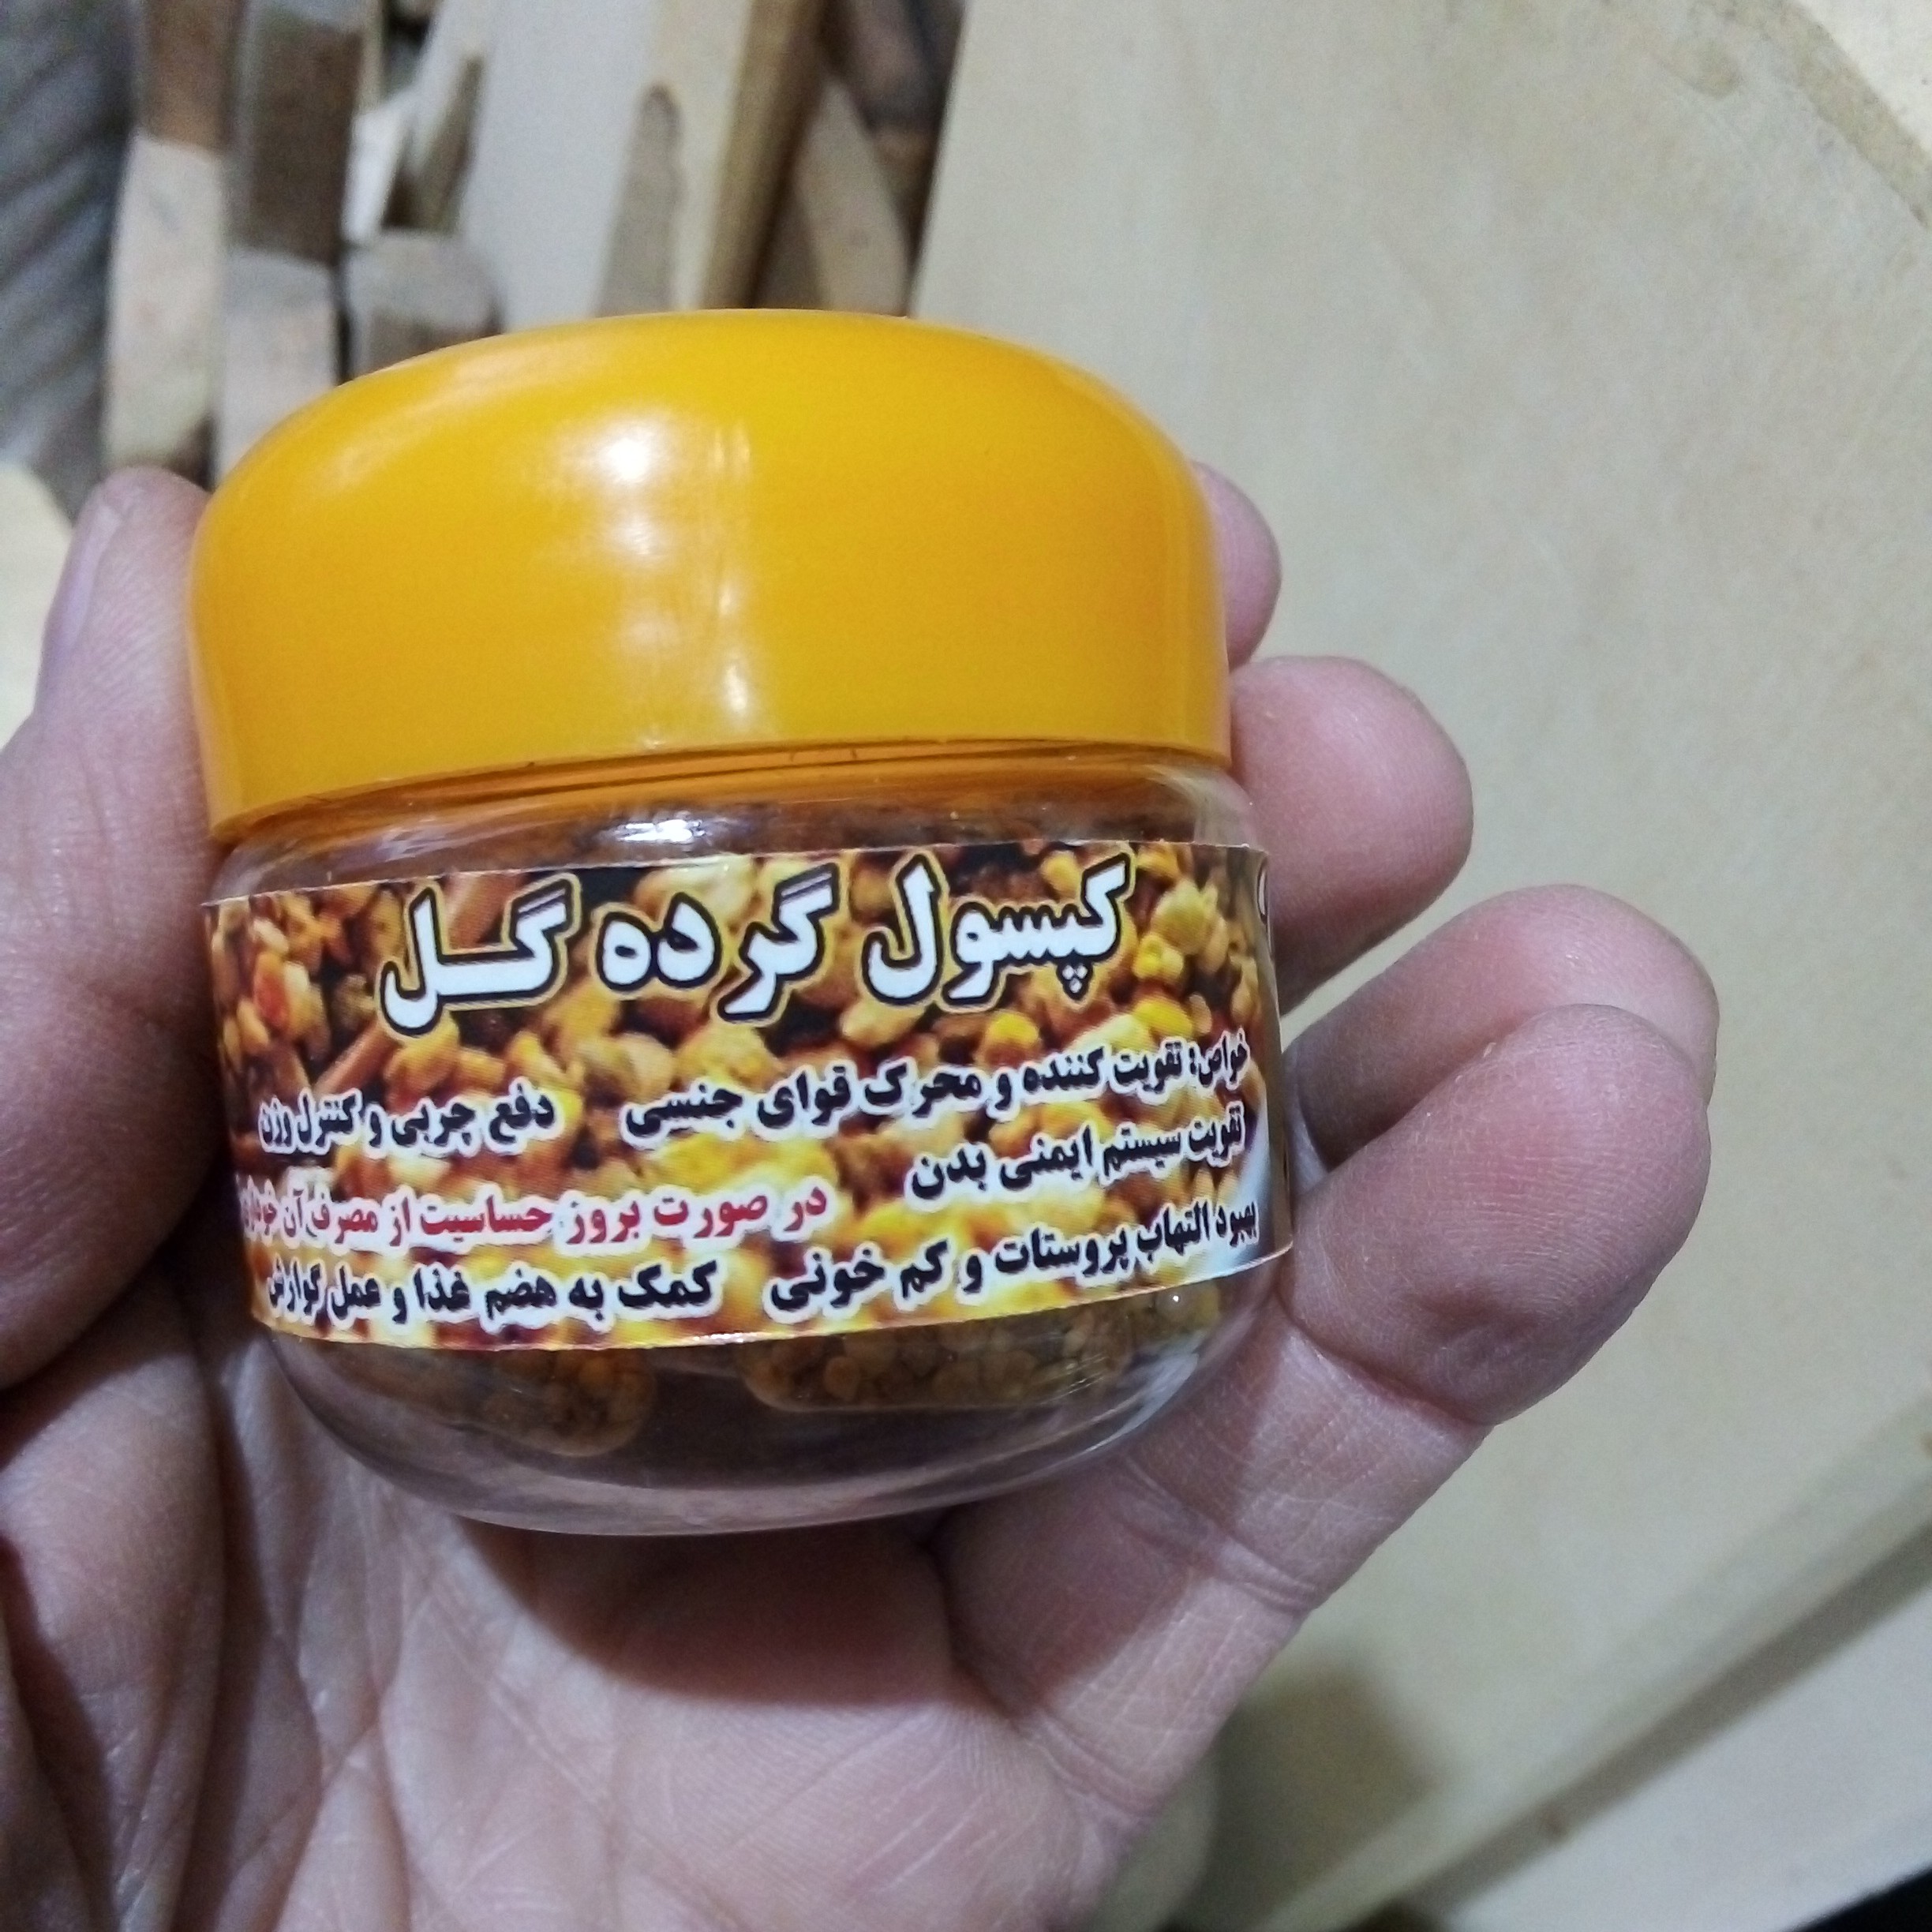 کپسول گرده گل
خواص: تقویت کننده و محرک قوای جنسی دفع چربی و کنترل وزن
تقویت سیستم ایمنی بدن
در صورت بروز حساسیت از مصرف آن
بهبود التهاب پروستات و کم خونی کمک به هضم غذا و عمل گوارش